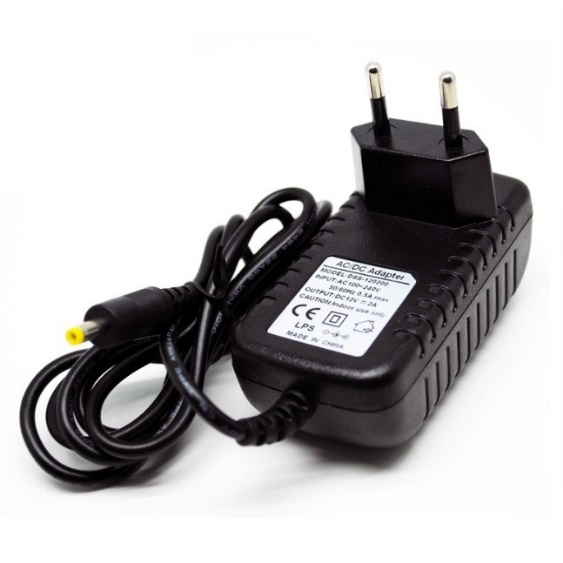 AC/DC Adapter
MODEL:DSS-120200
INPUT:AC100~240V
50/60Hz 0.5A max
OUTPUT:DC12V ⎓ 2A
CAUTION:Indoor use only
CE
LPS
MADE IN CHINA